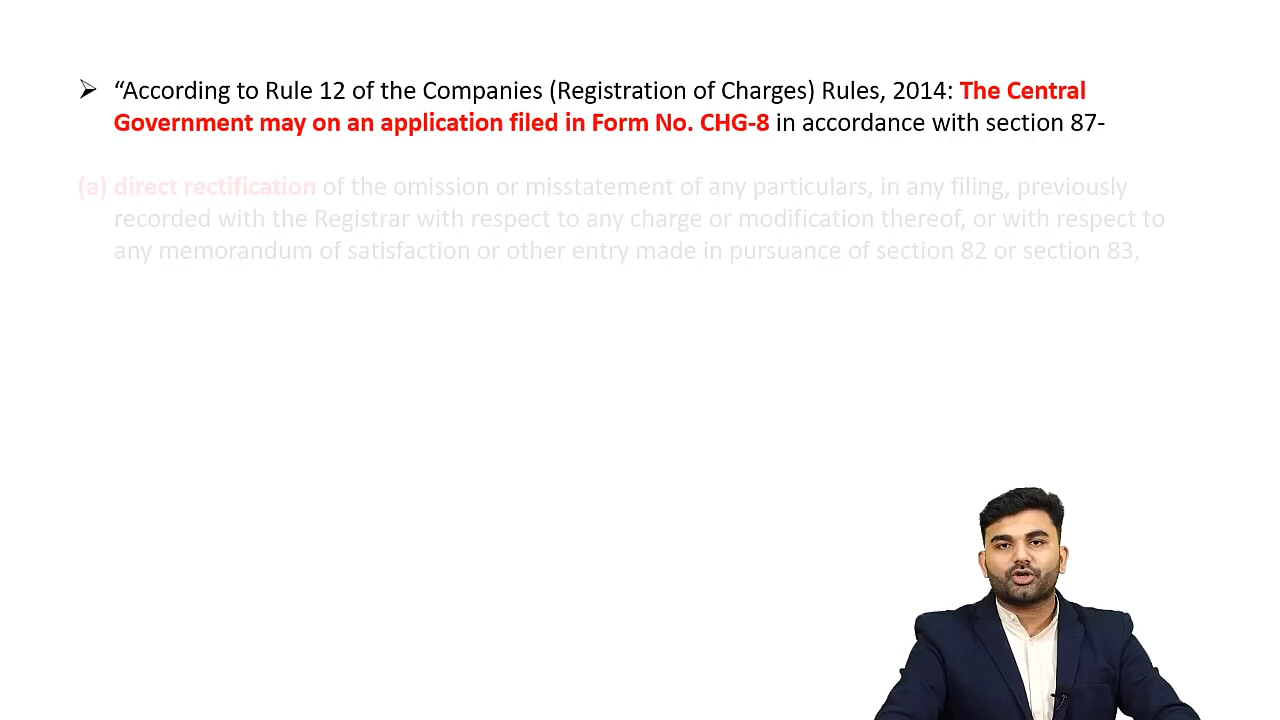 ➢ “According to Rule 12 of the Companies (Registration of Charges) Rules, 2014: The Central
Government may on an application filed in Form No. CHG-8 in accordance with section 87-
(a) direct rectification of the omission or misstatement of any particulars, in any filing, previously
recorded with the Registrar with respect to any charge or modification thereof, or with respect to
any memorandum of satisfaction or other entry made in pursuance of section 82 or section 83,